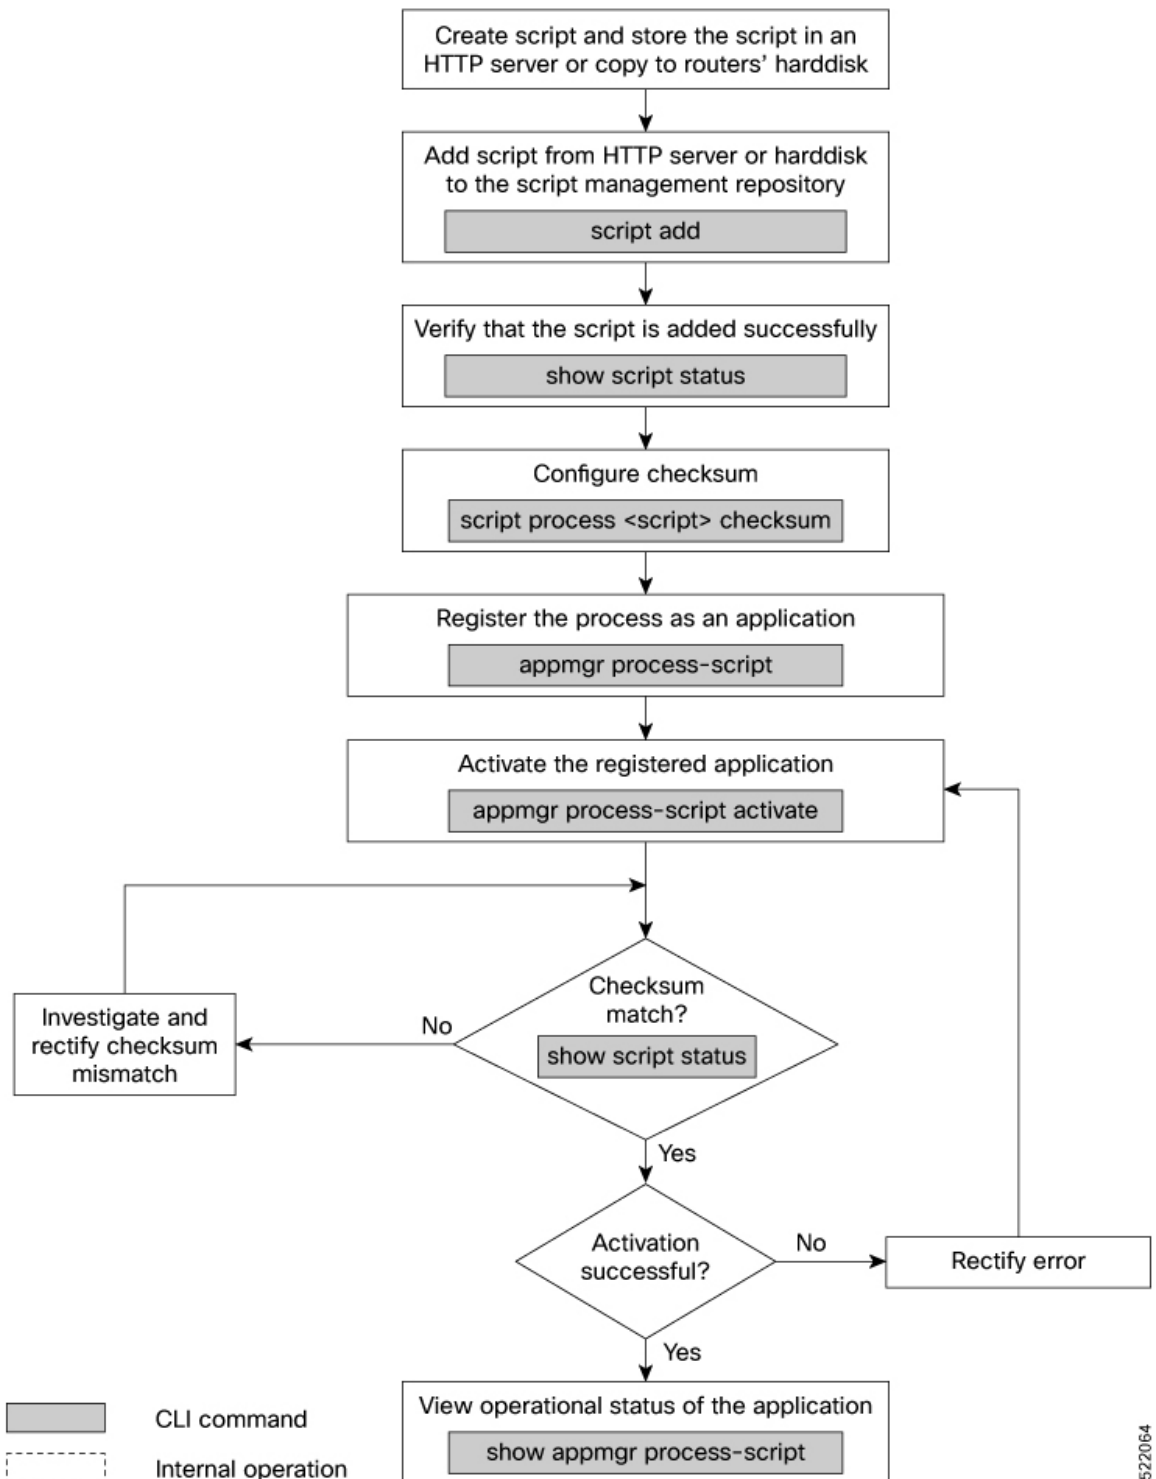 Create script and store the script in an
HTTP server or copy to routers' harddisk
Add script from HTTP server or harddisk
to the script management repository
script add
Verify that the script is added successfully
show script status
Configure checksum
script process <script> checksum
Register the process as an application
appmgr process-script
Activate the registered application
appmgr process-script activate
Checksum
match?
show script status
No
Investigate and
rectify checksum
mismatch
Yes
Activation
successful?
No
Rectify error
Yes
View operational status of the application
show appmgr process-script
CLI command
Internal operation
522064